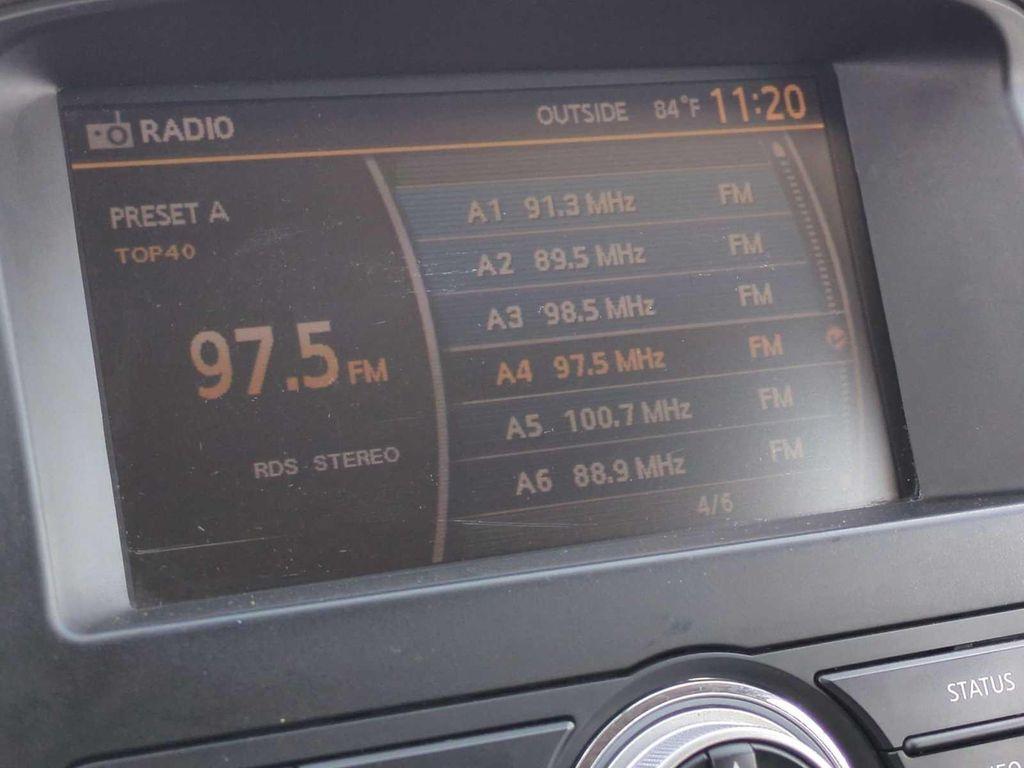 RADIO
OUTSIDE 84°F 11:20
PRESET A
TOP40
97.5 FM
RDS STEREO
A1 91.3 MHz FM
A2 89.5 MHz FM
A3 98.5 MHz FM
A4 97.5 MHz FM
A5 100.7 MHz FM
A6 88.9 MHz FM
4/6
STATUS